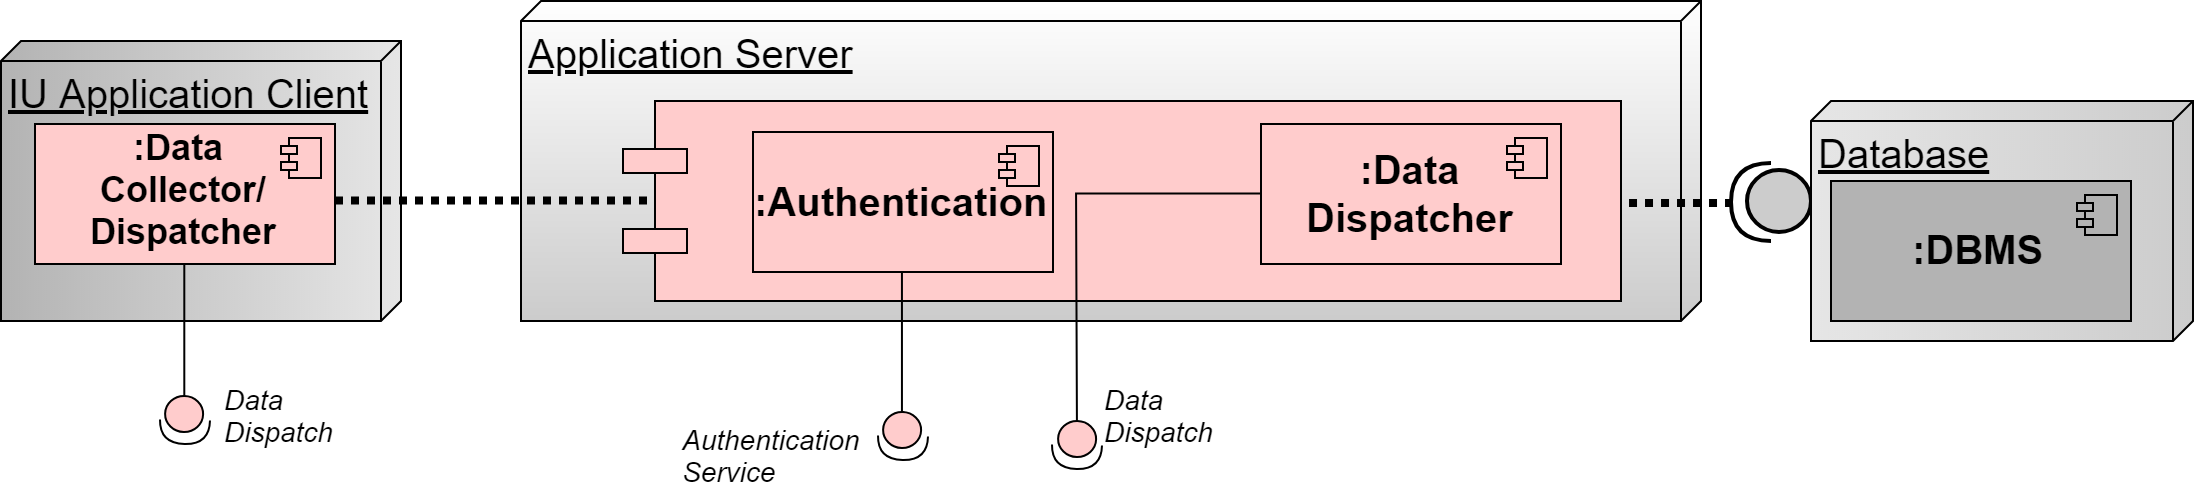 IU Application Client
:Data
Collector/
Dispatcher
Data
Dispatch
Application Server
:Authentication
:Data
Dispatcher
Authentication
Service
Data
Dispatch
Database
:DBMS